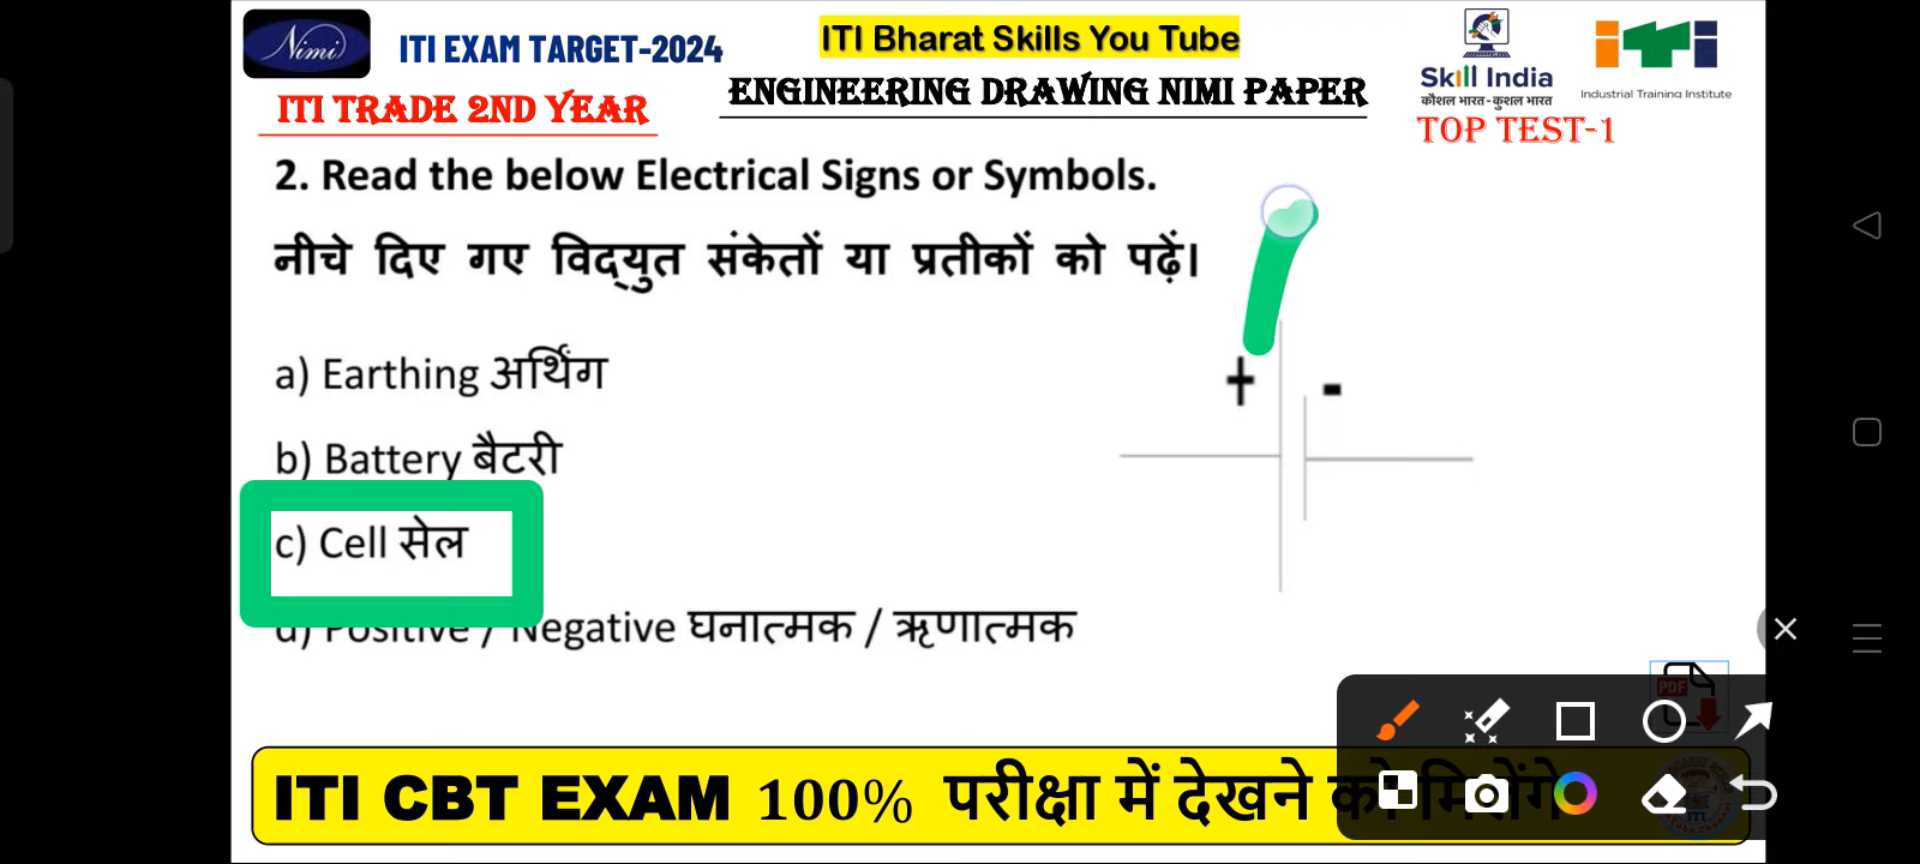 Nimi
ITI EXAM TARGET-2024
ITI Bharat Skills You Tube
ITI TRADE 2ND YEAR
ENGINEERING DRAWING NIMI PAPER
Skill India
कौशल भारत-कुशल भारत
iTi
Industrial Training Institute
TOP TEST-1
2. Read the below Electrical Signs or Symbols.
नीचे दिए गए विद्युत संकेतों या प्रतीकों को पढ़ें।
a) Earthing अर्थिंग
b) Battery बैटरी
c) Cell सेल
d) Positive / Negative घनात्मक / ऋणात्मक
+ -
PDF
ITI CBT EXAM 100% परीक्षा में देखने को मिलेंगे